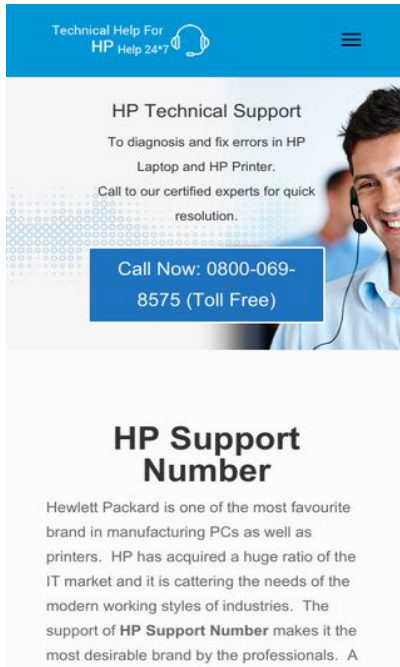 Technical Help For
HP Help 24*7
HP Technical Support
To diagnosis and fix errors in HP
Laptop and HP Printer.
Call to our certified experts for quick
resolution.
Call Now: 0800-069-
8575 (Toll Free)
HP Support
Number
Hewlett Packard is one of the most favourite
brand in manufacturing PCs as well as
printers. HP has acquired a huge ratio of the
IT market and it is cattering the needs of the
modern working styles of industries. The
support of HP Support Number makes it the
most desirable brand by the professionals. A